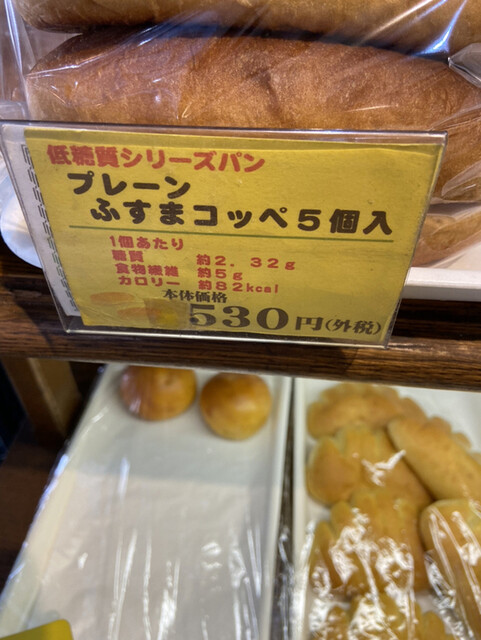 低糖質シリーズパン
プレーン
ふすまコッペ5個入
1個あたり
糖質 約2.32g
食物繊維 約5g
カロリー 約82kcal
本体価格
530円(外税)